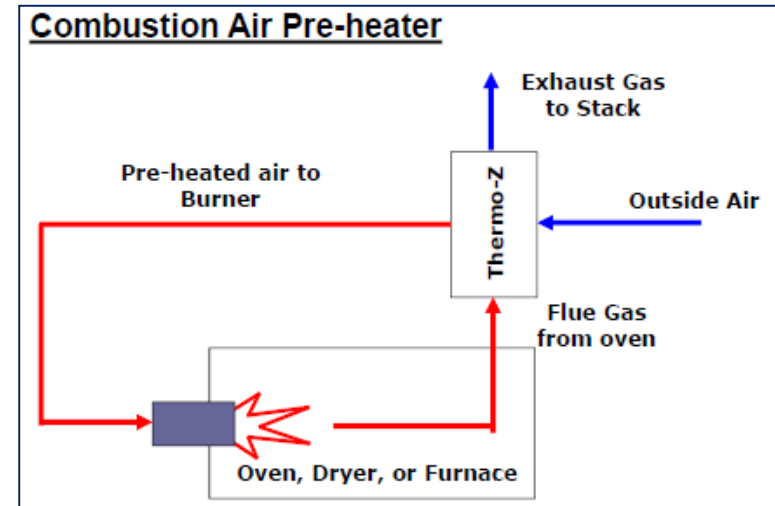 Combustion Air Pre-heater
Exhaust Gas
to Stack
Pre-heated air to
Burner
Thermo-Z
Outside Air
Flue Gas
from oven
Oven, Dryer, or Furnace